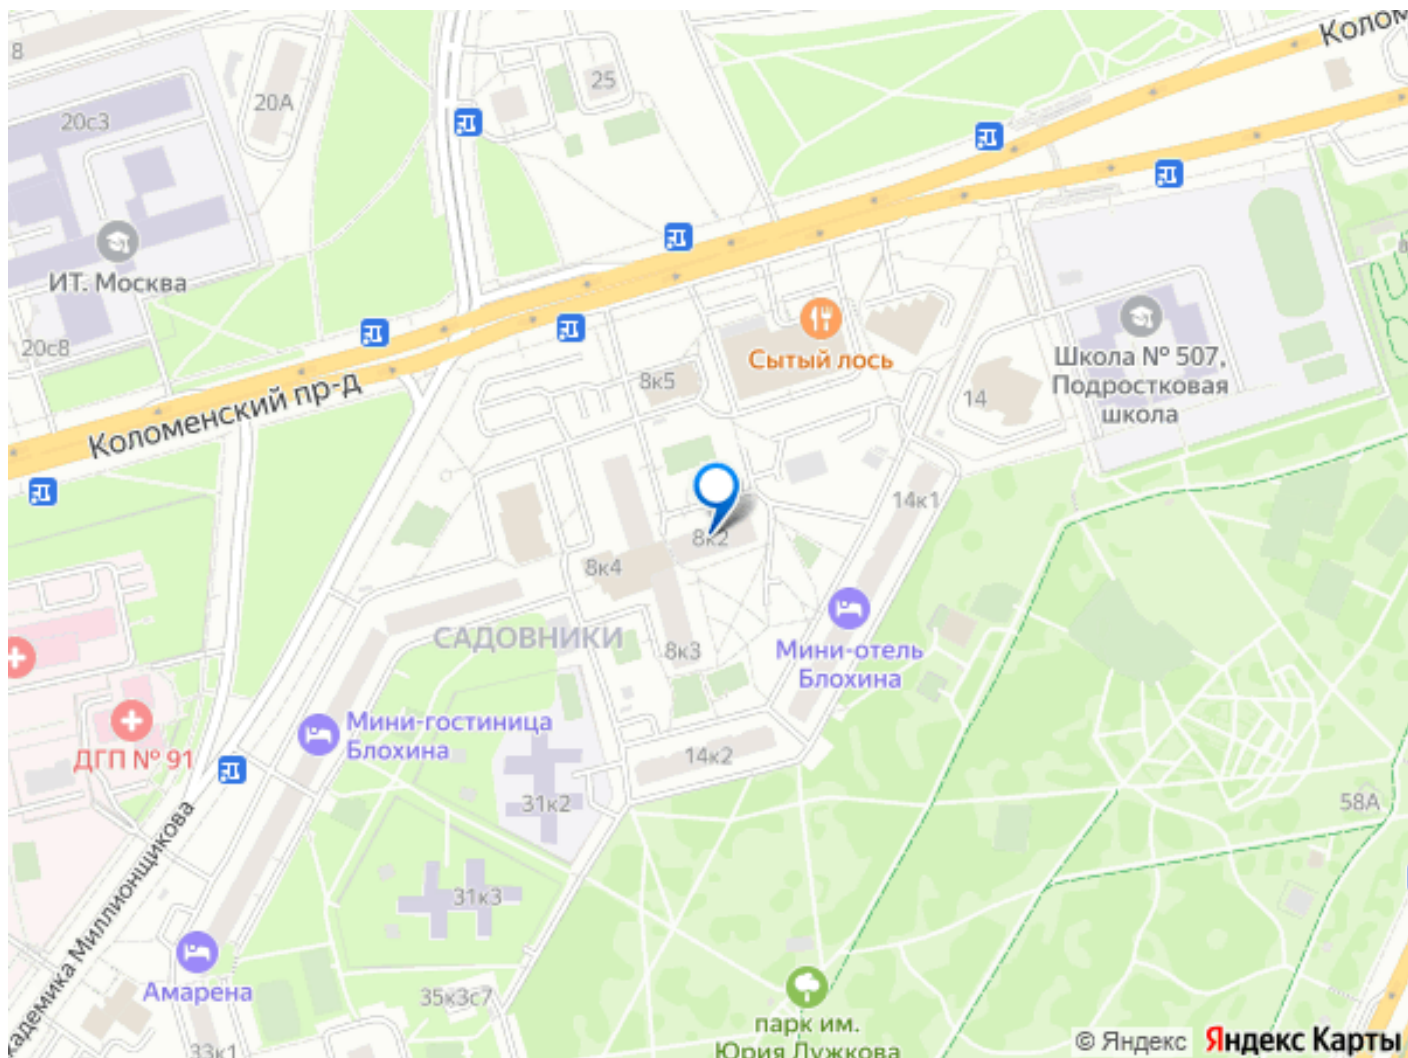 Колом
8
25
20А
20с3
ИТ. Москва
20с8
Коломенский пр-д
Сытый лось
8к5
14
Школа № 507,
Подростковая
школа
14к1
8к2
8к4
САДОВНИКИ
8к3
Мини-отель
Блохина
Мини-гостиница
Блохина
ДГП № 91
14к2
31к2
58А
31к3
кадемика Миллионщикова
Амарена
35к3с7
33к1
парк им.
Юрия Лужкова
© Яндекс Яндекс Карты